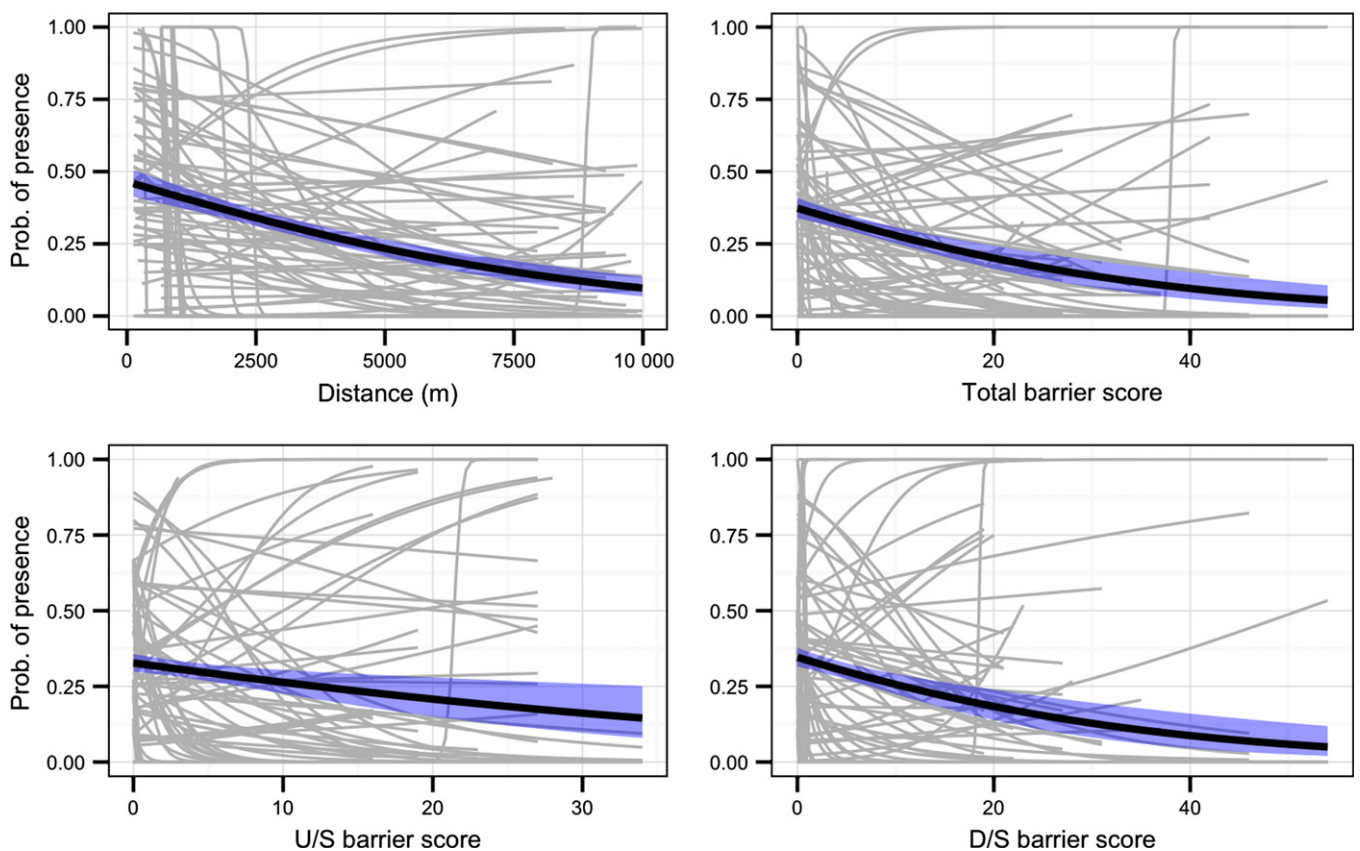 Prob. of presence
1.00
0.75
0.50
0.25
0.00
0 2500 5000 7500 10 000
Distance (m)
1.00
0.75
0.50
0.25
0.00
0 20 40
Total barrier score
Prob. of presence
1.00
0.75
0.50
0.25
0.00
0 10 20 30
U/S barrier score
1.00
0.75
0.50
0.25
0.00
0 20 40
D/S barrier score